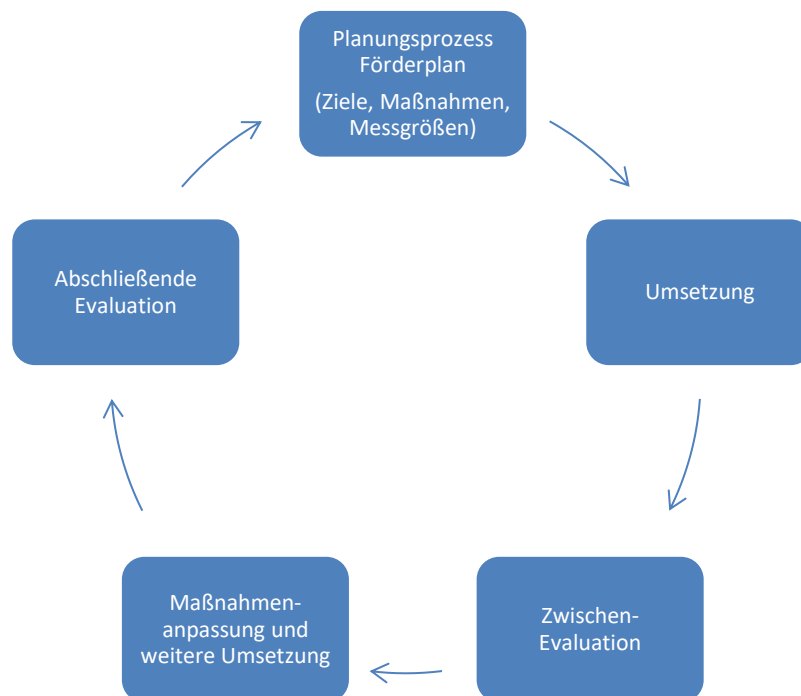 Planungsprozess
Förderplan
(Ziele, Maßnahmen,
Messgrößen)
Umsetzung
Zwischen-
Evaluation
Maßnahmen-
anpassung und
weitere Umsetzung
Abschließende
Evaluation